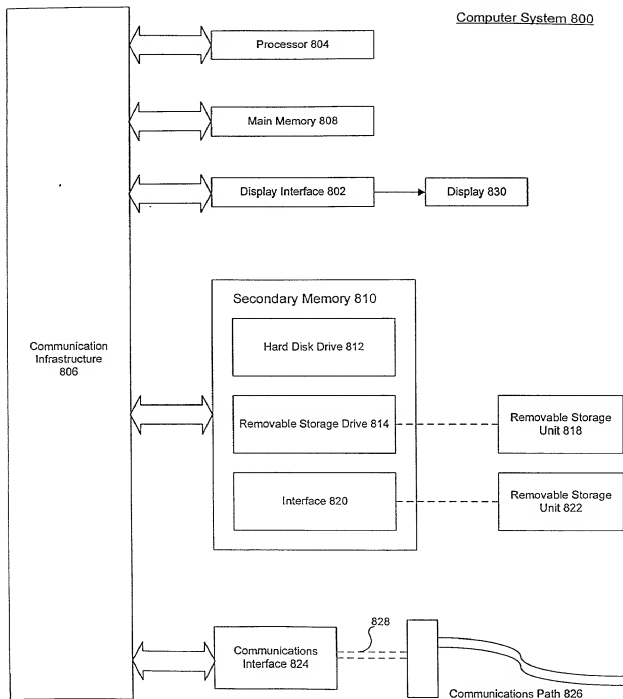 Computer System 800
Processor 804
Main Memory 808
Display Interface 802
Display 830
Secondary Memory 810
Hard Disk Drive 812
Communication
Infrastructure
806
Removable Storage Drive 814
Removable Storage
Unit 818
Interface 820
Removable Storage
Unit 822
828
Communications
Interface 824
Communications Path 826